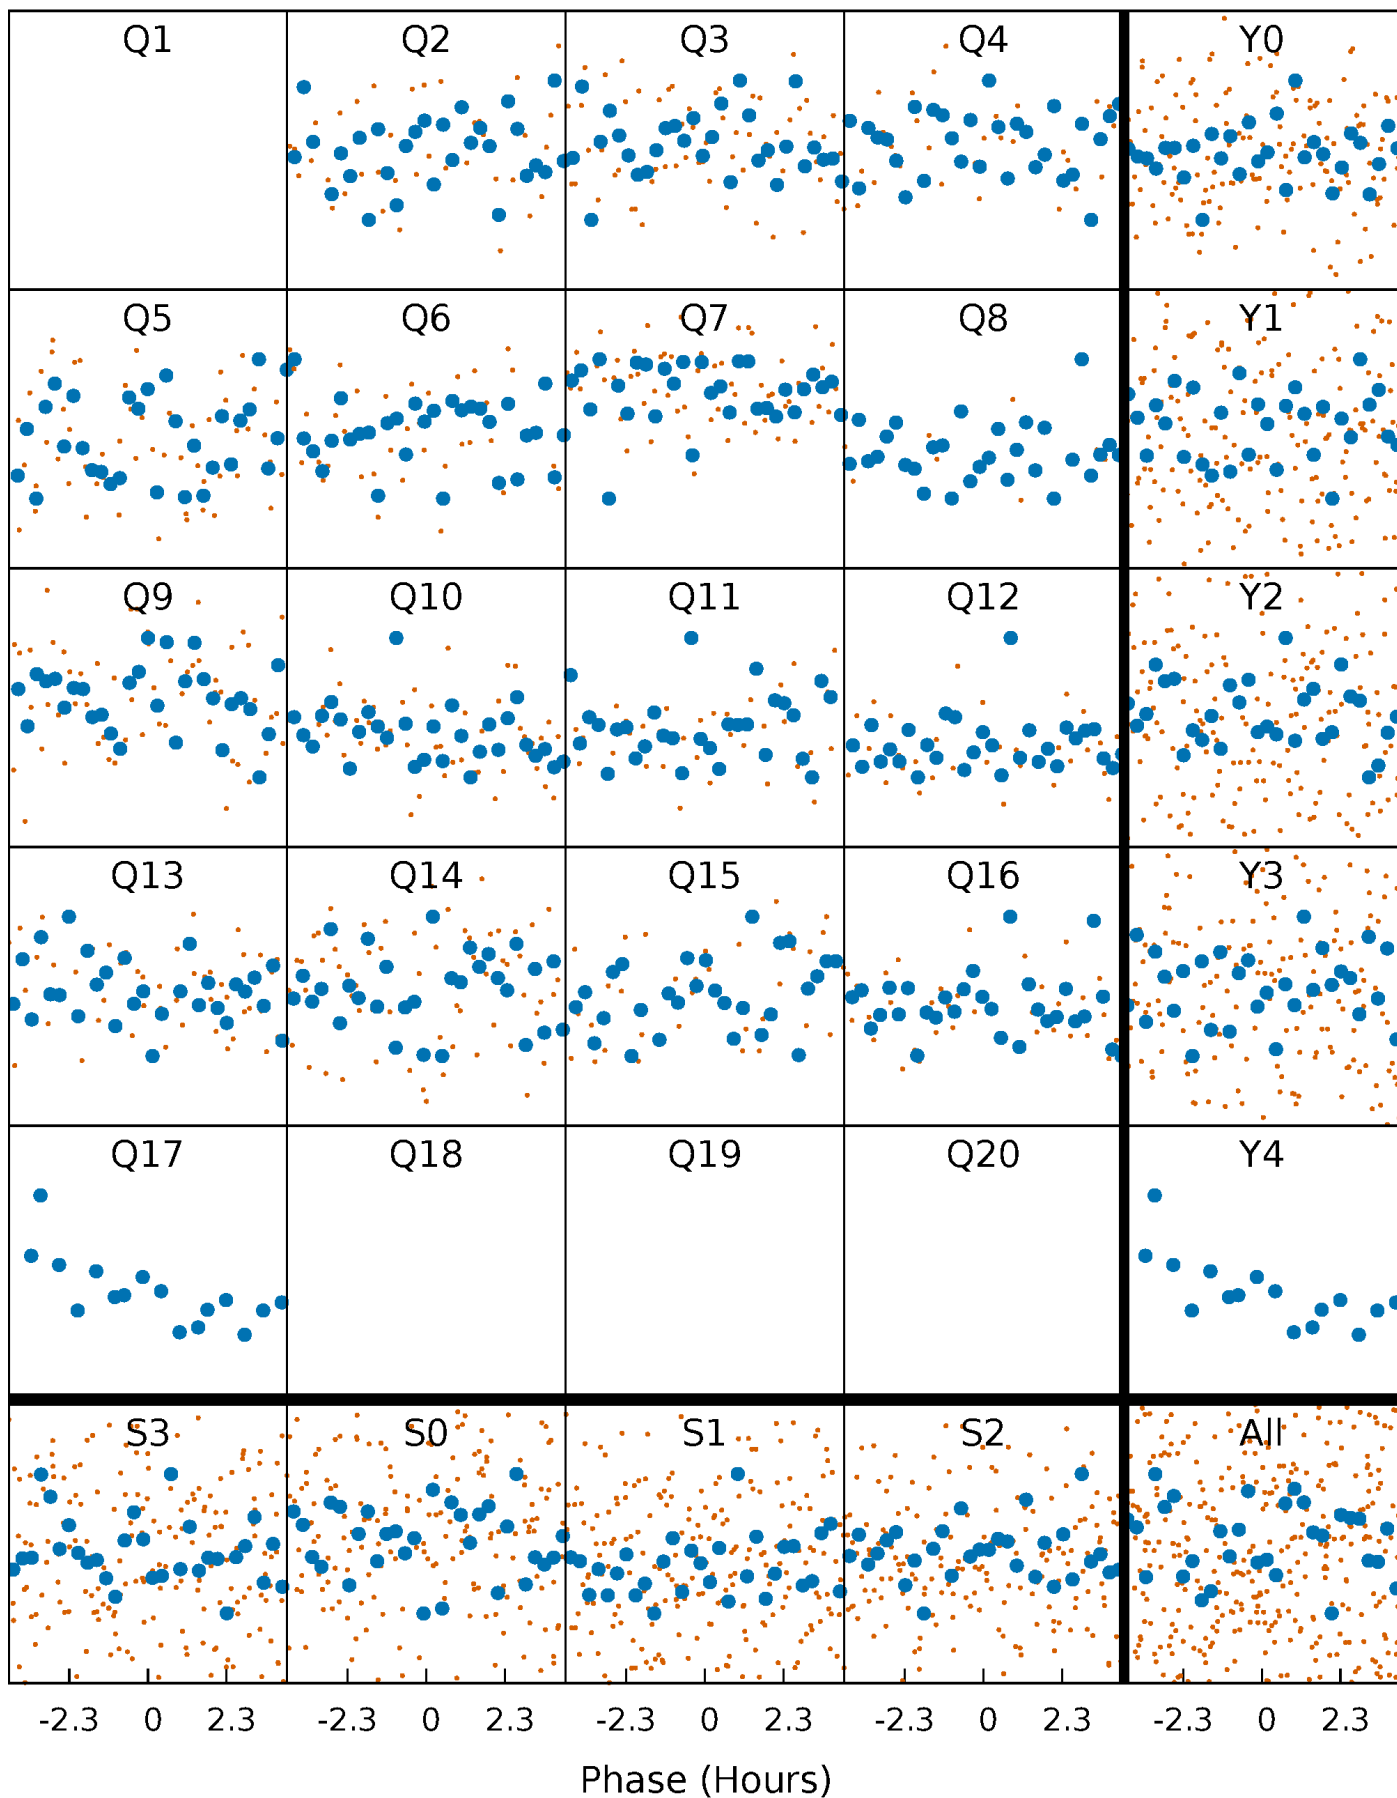 Q1 Q2 Q3 Q4 Y0
Q5 Q6 Q7 Q8 Y1
Q9 Q10 Q11 Q12 Y2
Q13 Q14 Q15 Q16 Y3
Q17 Q18 Q19 Q20 Y4
S3 S0 S1 S2 All
-2.3 0 2.3 -2.3 0 2.3 -2.3 0 2.3 -2.3 0 2.3 -2.3 0 2.3
Phase (Hours)